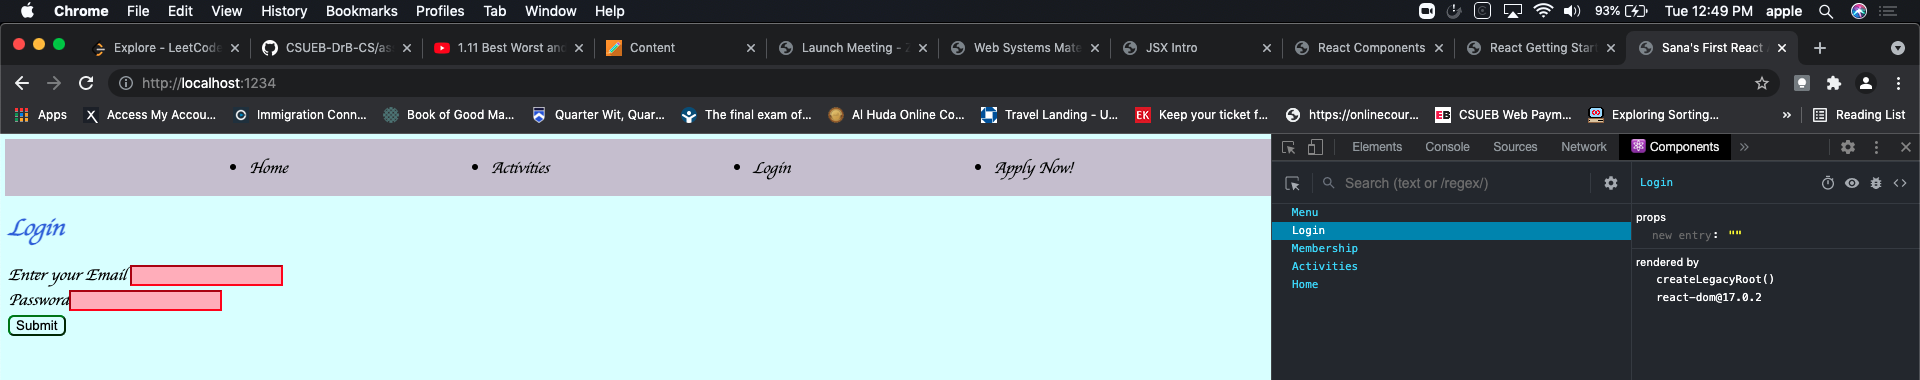 Chrome File Edit View History Bookmarks Profiles Tab Window Help 93% Tue 12:49 PM apple
Explore - LeetCode CSUEB-DrB-CS/as 1.11 Best Worst and Content Launch Meeting - Z Web Systems Mate JSX Intro React Components React Getting Start Sana's First React A
http://localhost:1234
Apps Access My Accou... Immigration Conn... Book of Good Ma... Quarter Wit, Quar... The final exam of... Al Huda Online Co... Travel Landing - U... EK Keep your ticket f... https://onlinecour... EB CSUEB Web Paym... Exploring Sorting... » Reading List
• Home • Activities • Login • Apply Now!
Login
Enter your Email
Password
Submit
Elements Console Sources Network Components »
Search (text or /regex/)
Menu
Login
Membership
Activities
Home
Login
props
new entry: ""
rendered by
createLegacyRoot()
react-dom@17.0.2